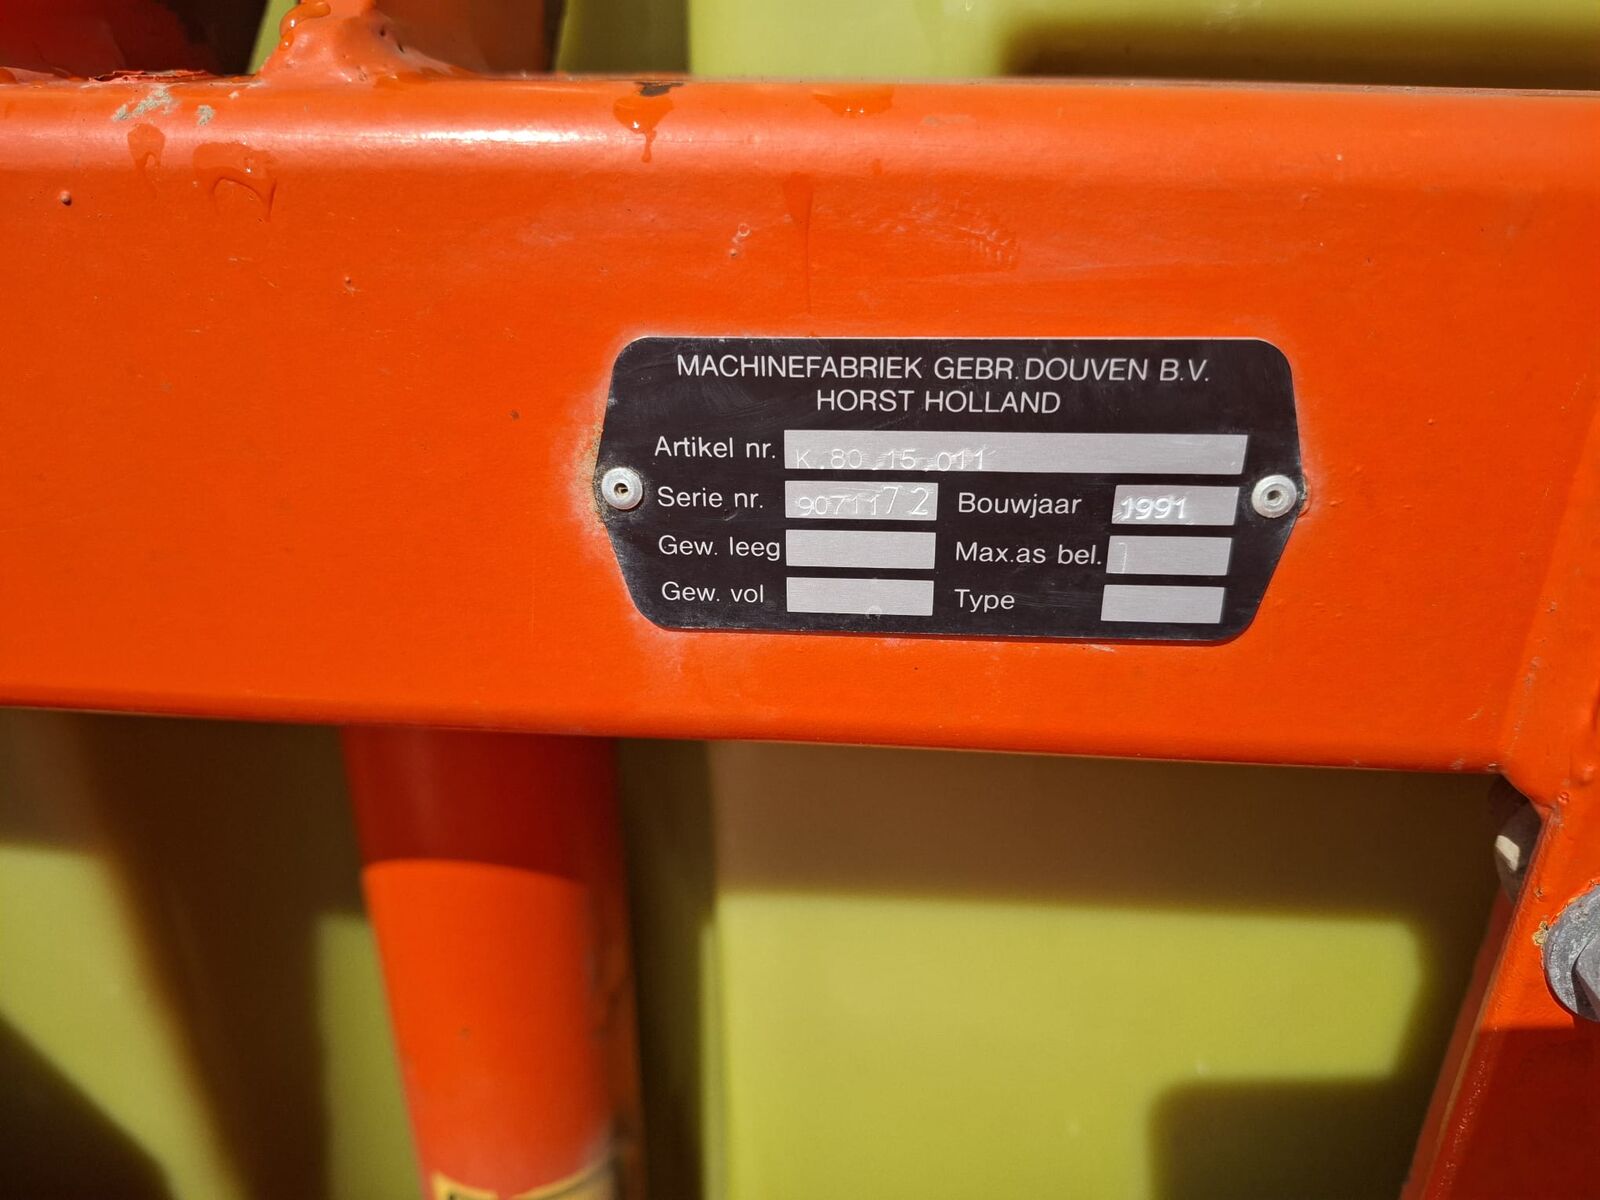 MACHINEFABRIEK GEBR. DOUVEN B.V.
HORST HOLLAND
Artikel nr. K.80.15.011
Serie nr. 9071172 Bouwjaar 1991
Gew. leeg Max.as bel.
Gew. vol Type